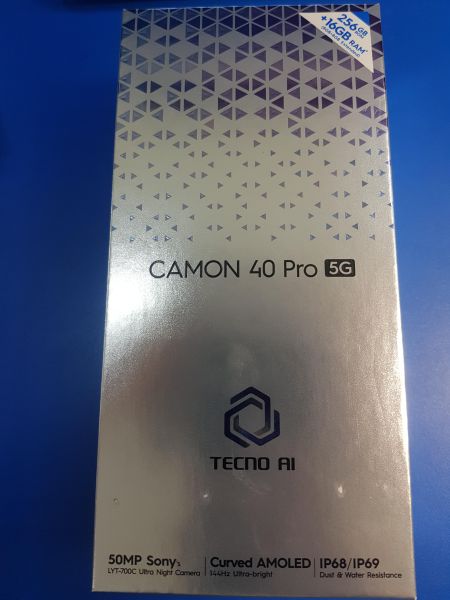 256GB ROM
+16GB RAM*
CAMON 40 Pro 5G
TECNO AI
50MP Sony's
LYT-700C Ultra Night Camera
Curved AMOLED
144Hz Ultra-bright
IP68/IP69
Dust & Water Resistance